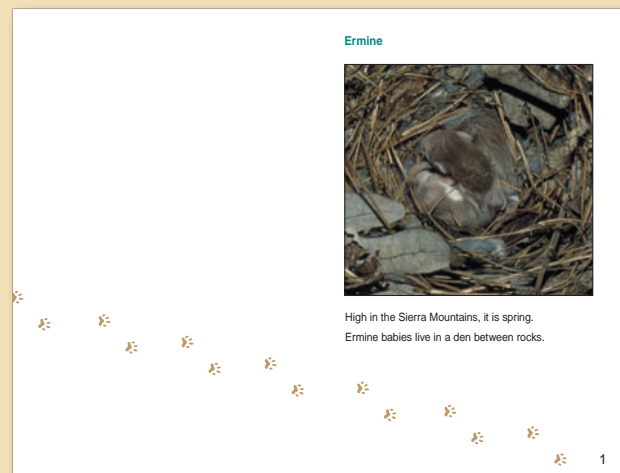 Ermine
High in the Sierra Mountains, it is spring.
Ermine babies live in a den between rocks.
1